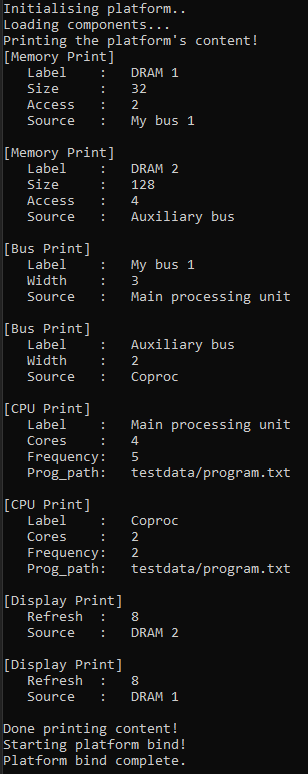 Initialising platform..
Loading components...
Printing the platform's content!
[Memory Print]
Label : DRAM 1
Size : 32
Access : 2
Source : My bus 1
[Memory Print]
Label : DRAM 2
Size : 128
Access : 4
Source : Auxiliary bus
[Bus Print]
Label : My bus 1
Width : 3
Source : Main processing unit
[Bus Print]
Label : Auxiliary bus
Width : 2
Source : Coproc
[CPU Print]
Label : Main processing unit
Cores : 4
Frequency: 5
Prog_path: testdata/program.txt
[CPU Print]
Label : Coproc
Cores : 2
Frequency: 2
Prog_path: testdata/program.txt
[Display Print]
Refresh : 8
Source : DRAM 2
[Display Print]
Refresh : 8
Source : DRAM 1
Done printing content!
Starting platform bind!
Platform bind complete.